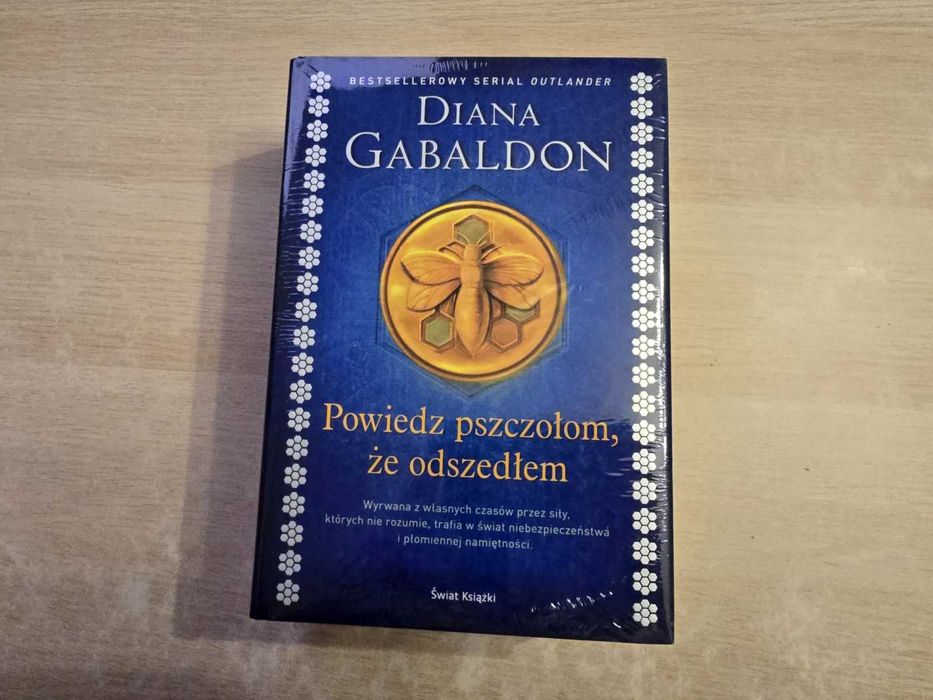 BESTSELLEROWY SERIAL OUTLANDER
DIANA
GABALDON
Powiedz pszczołom,
że odszedłem
Wyrwana z własnych czasów przez siły,
których nie rozumie, trafia w świat niebezpieczeństwa
i płomiennej namiętności.
Świat Książki